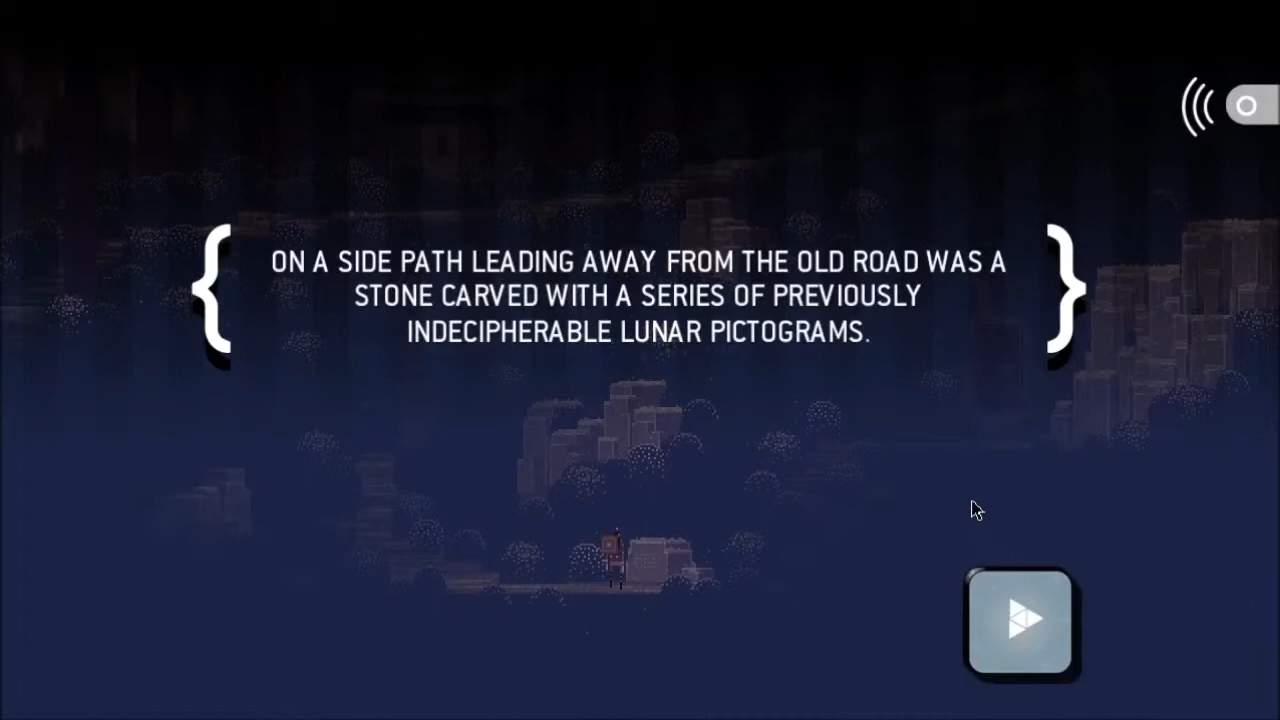 ON A SIDE PATH LEADING AWAY FROM THE OLD ROAD WAS A
STONE CARVED WITH A SERIES OF PREVIOUSLY
INDECIPHERABLE LUNAR PICTOGRAMS.